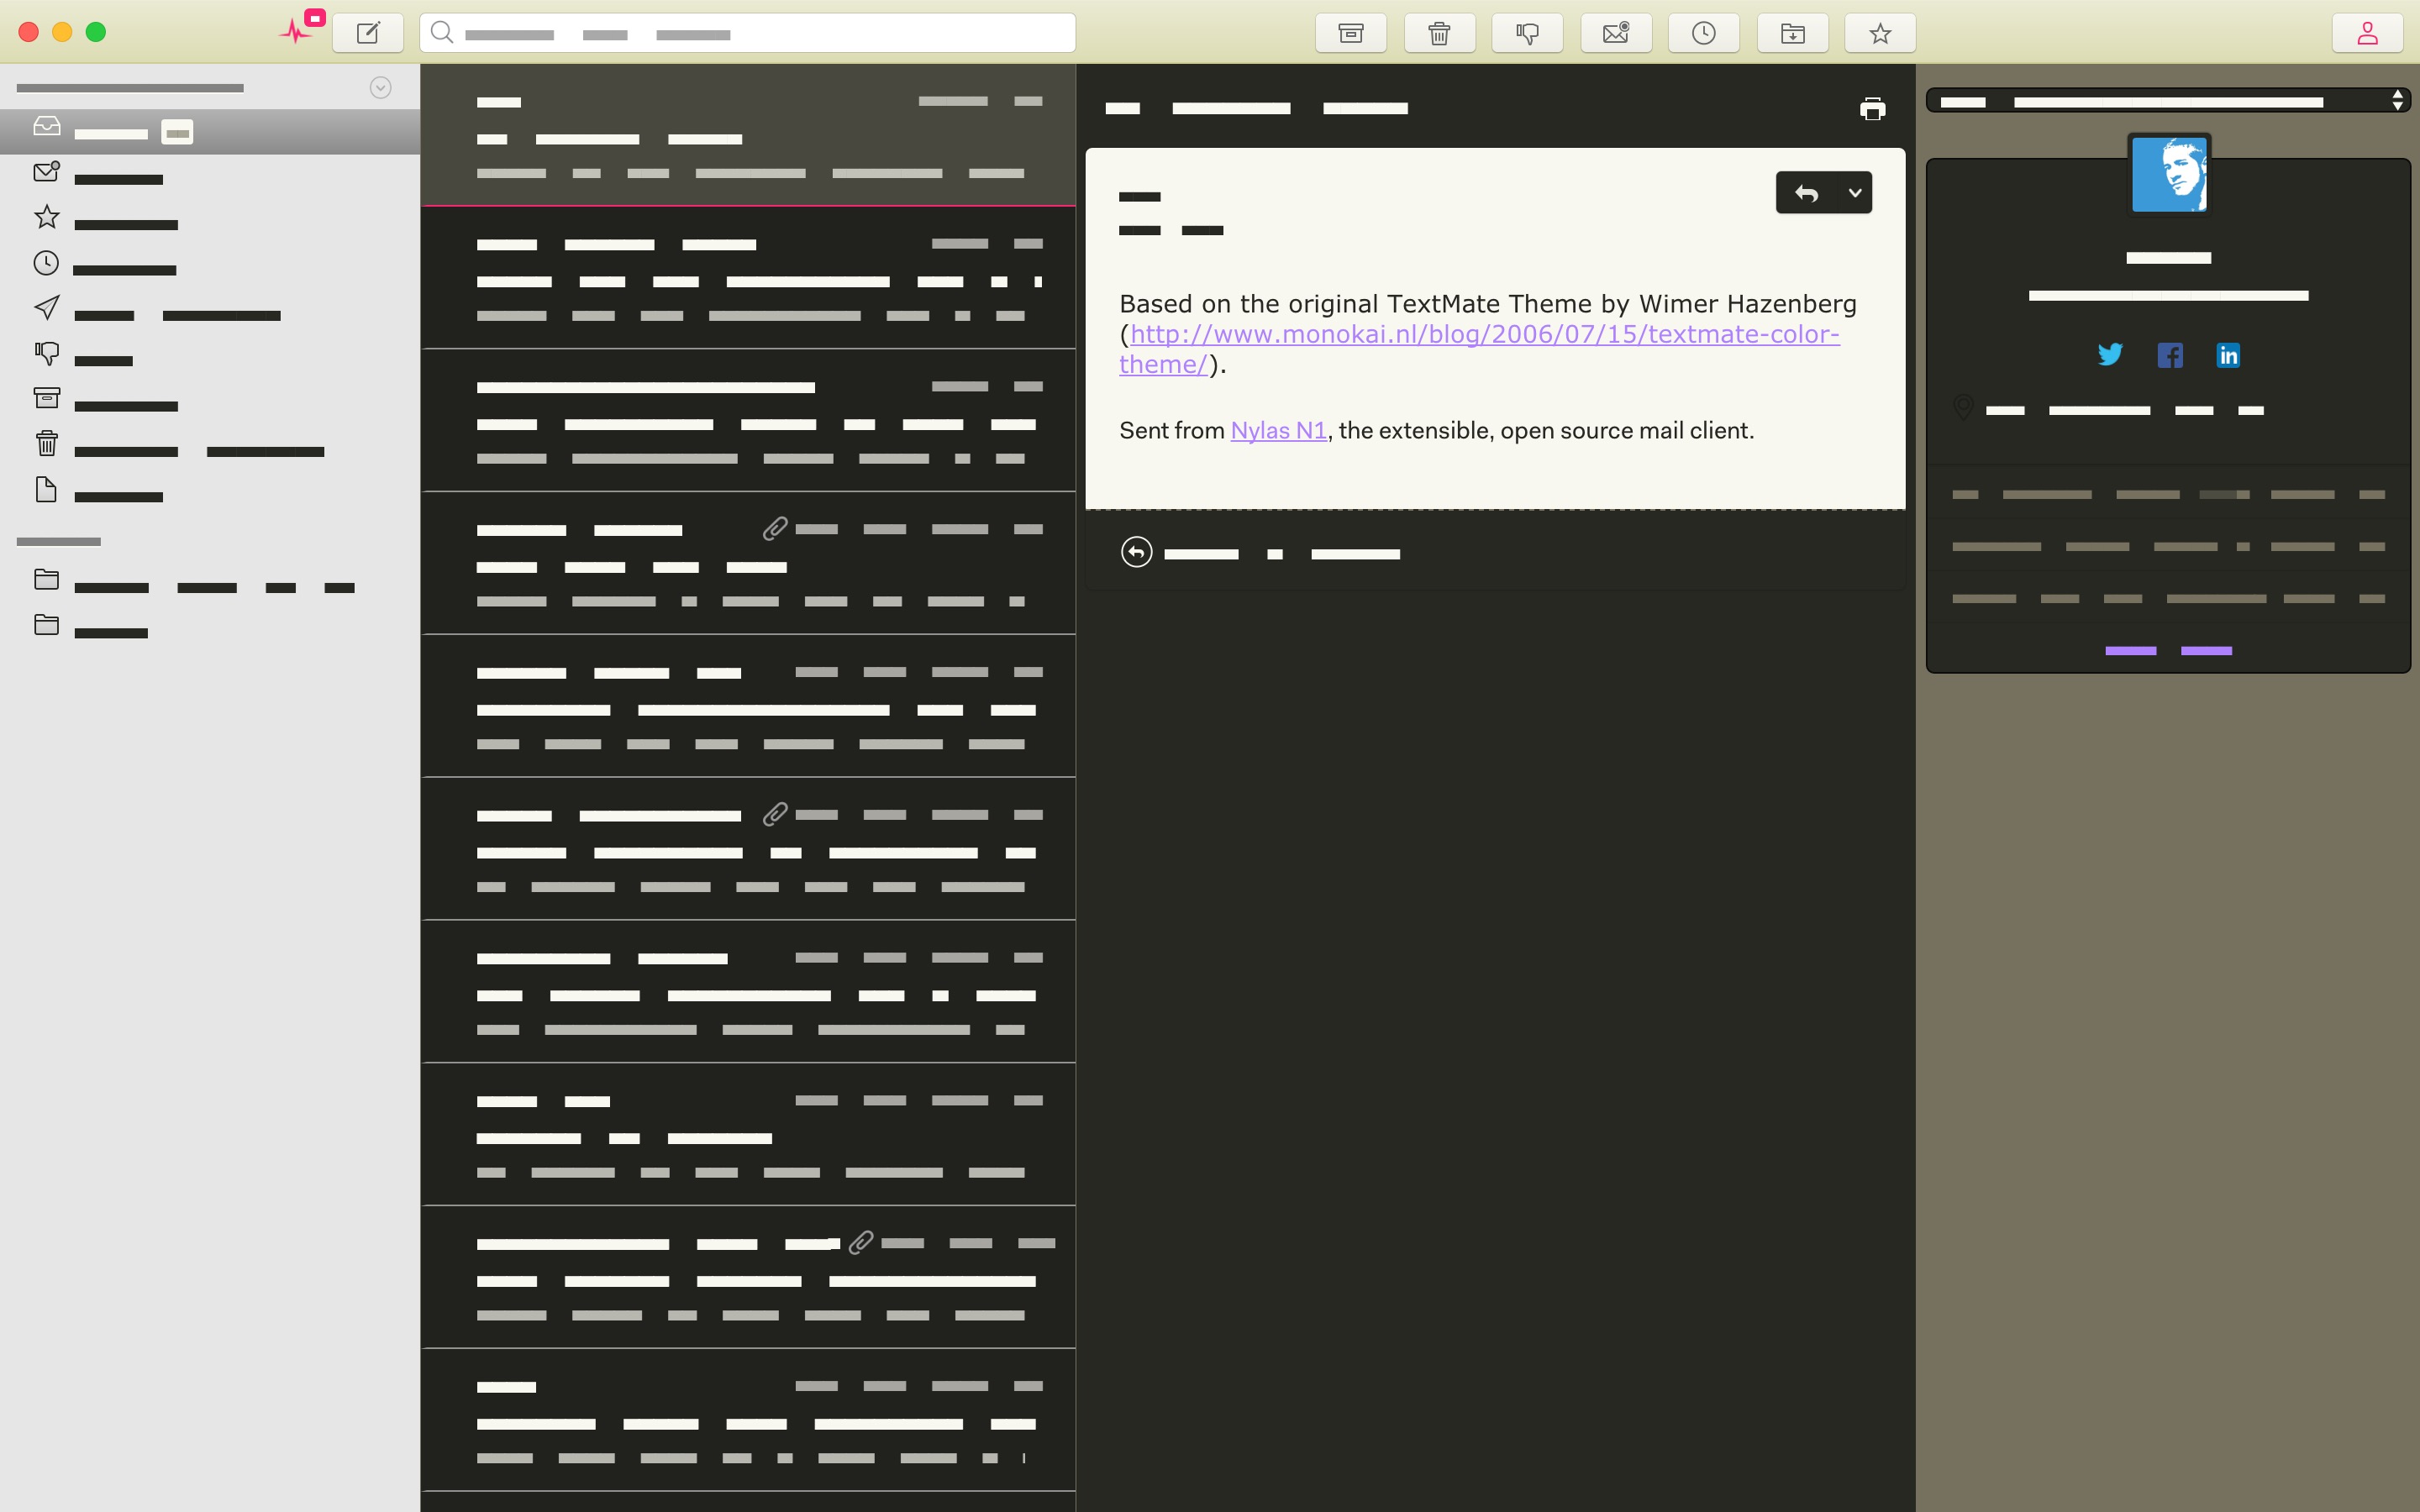 Based on the original TextMate Theme by Wimer Hazenberg
(http://www.monokai.nl/blog/2006/07/15/textmate-color-
theme/).
Sent from Nylas N1, the extensible, open source mail client.